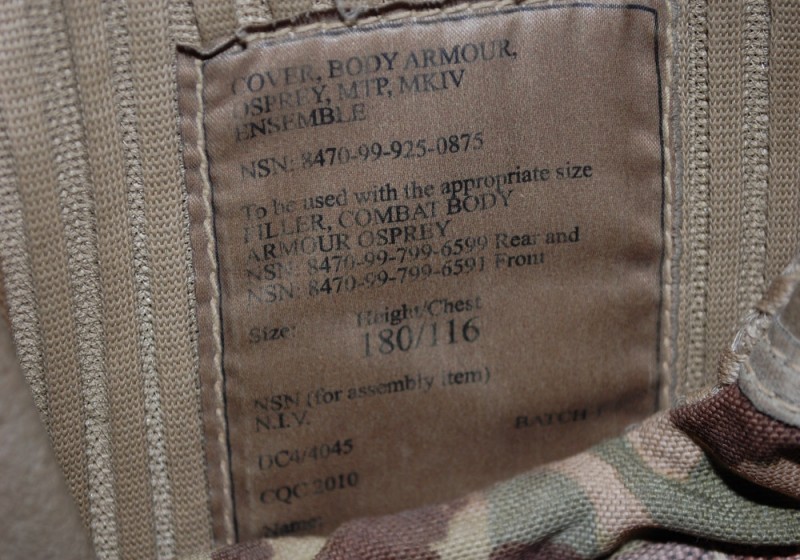 COVER, BODY ARMOUR,
OSPREY, MTP, MKIV
ENSEMBLE
NSN: 8470-99-925-0875
To be used with the appropriate size
FILLER, COMBAT BODY
ARMOUR OSPREY
NSN: 8470-99-799-6599 Rear and
NSN: 8470-99-799-6591 Front
Height/Chest
Size: 180/116
NSN (for assembly item)
N.I.V.
BATCH
DC4/4045
CQC 2010
Name: